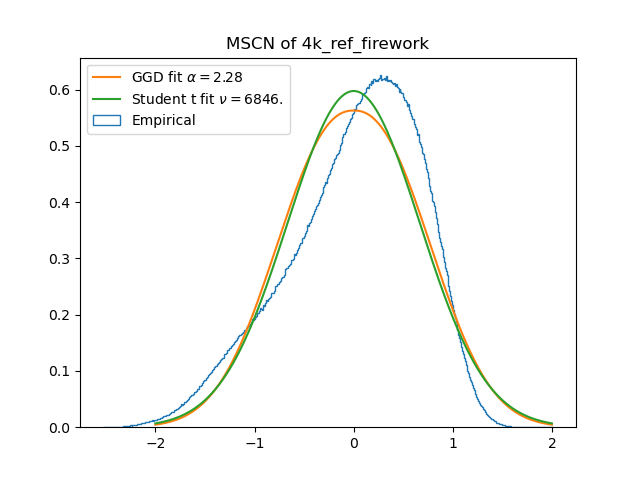 MSCN of 4k_ref_firework
GGD fit α = 2.28
Student t fit ν = 6846.
Empirical
0.6
0.5
0.4
0.3
0.2
0.1
0.0
−2 −1 0 1 2